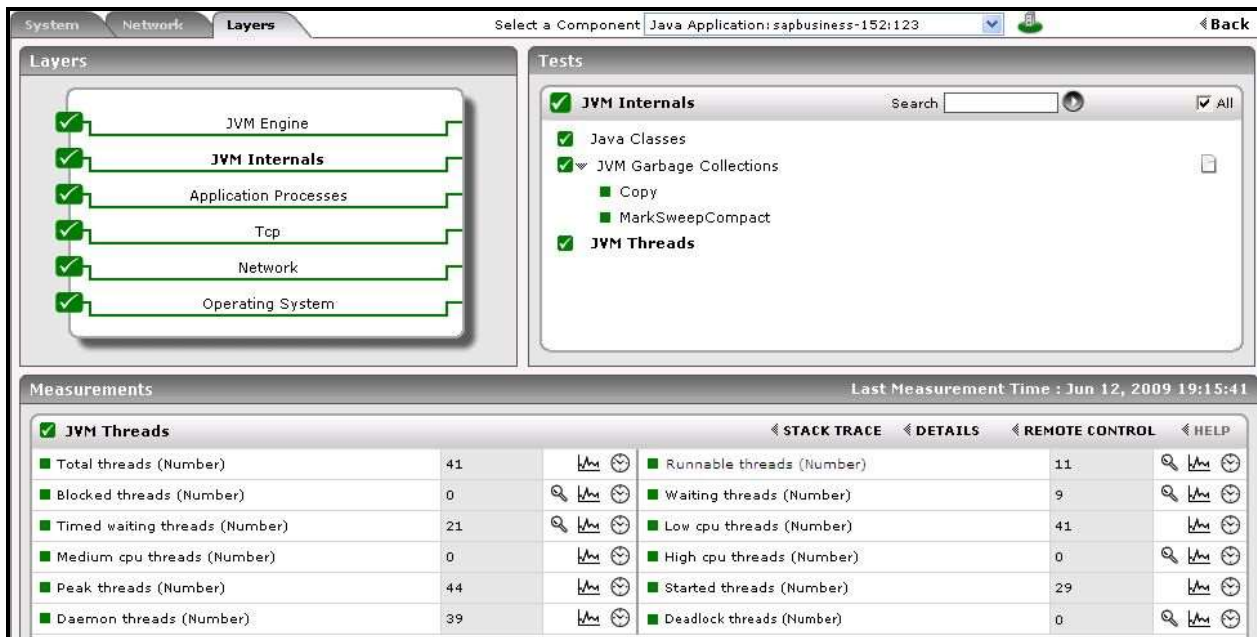 System Network Layers Select a Component Java Application: sapbusiness-152:123 Back
Layers
JVM Engine
JVM Internals
Application Processes
Tcp
Network
Operating System
Tests
JVM Internals Search All
Java Classes
JVM Garbage Collections
Copy
MarkSweepCompact
JVM Threads
Measurements Last Measurement Time : Jun 12, 2009 19:15:41
JVM Threads STACK TRACE DETAILS REMOTE CONTROL HELP
Total threads (Number) 41 Runnable threads (Number) 11
Blocked threads (Number) 0 Waiting threads (Number) 9
Timed waiting threads (Number) 21 Low cpu threads (Number) 41
Medium cpu threads (Number) 0 High cpu threads (Number) 0
Peak threads (Number) 44 Started threads (Number) 29
Daemon threads (Number) 39 Deadlock threads (Number) 0